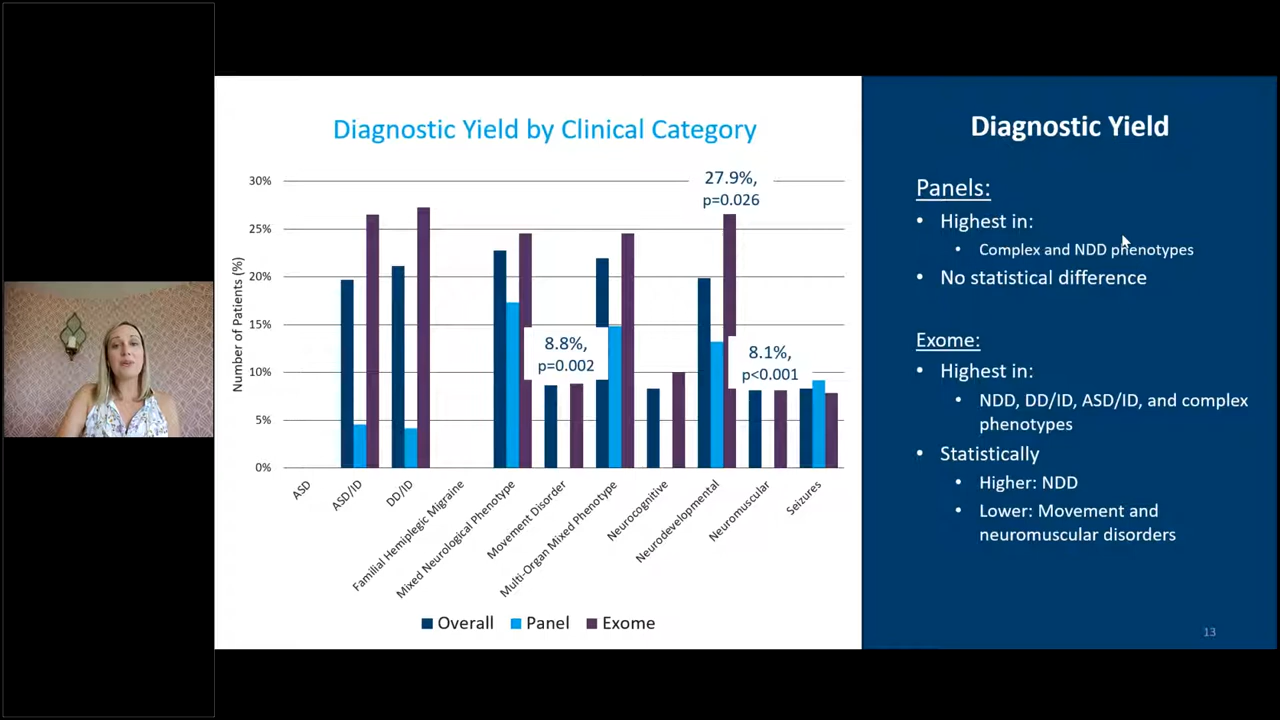 Diagnostic Yield by Clinical Category
Number of Patients (%)
30%
25%
20%
15%
10%
5%
0%
27.9%,
p=0.026
8.8%,
p=0.002
8.1%,
p<0.001
ASD
ASD/ID
DD/ID
Familial Hemiplegic Migraine
Mixed Neurological Phenotype
Movement Disorder
Multi-Organ Mixed Phenotype
Neurocognitive
Neurodevelopmental
Neuromuscular
Seizures
Overall Panel Exome
Diagnostic Yield
Panels:
• Highest in:
• Complex and NDD phenotypes
• No statistical difference
Exome:
• Highest in:
• NDD, DD/ID, ASD/ID, and complex
phenotypes
• Statistically
• Higher: NDD
• Lower: Movement and
neuromuscular disorders
13